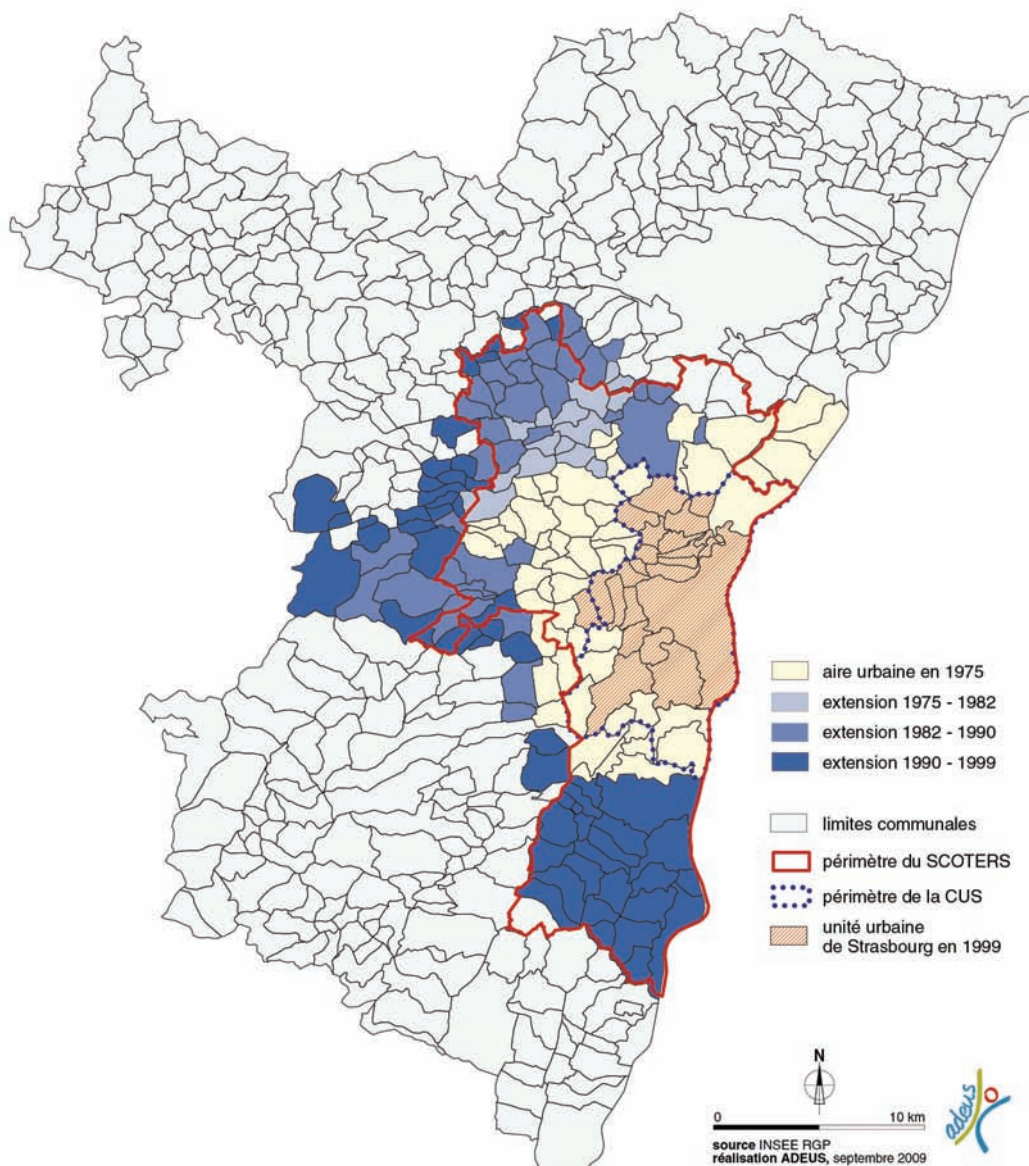 aire urbaine en 1975
extension 1975 - 1982
extension 1982 - 1990
extension 1990 - 1999
limites communales
périmètre du SCOTERS
périmètre de la CUS
unité urbaine
de Strasbourg en 1999
N
0 10 km
source INSEE RGP
réalisation ADEUS, septembre 2009
adeus